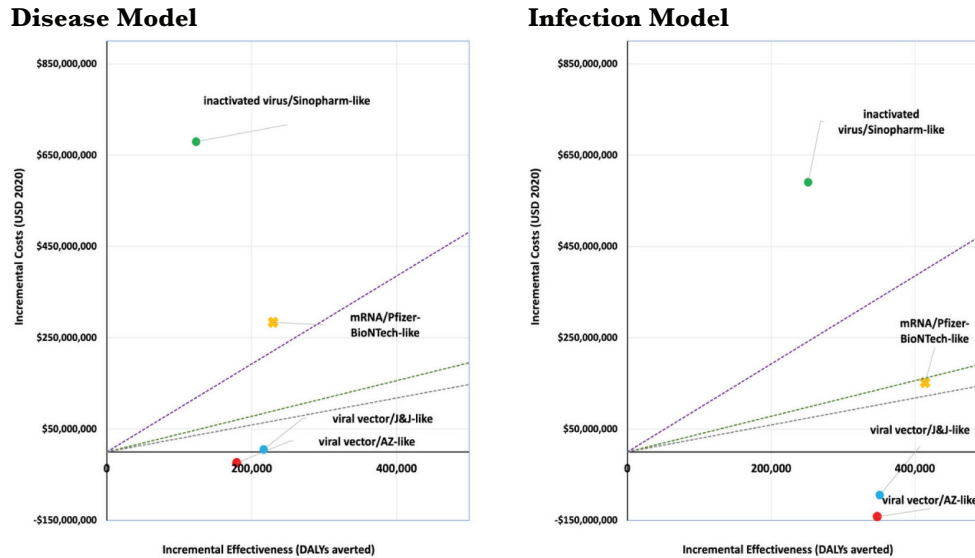 Disease Model
$850,000,000
$650,000,000
$450,000,000
$250,000,000
$50,000,000
-$150,000,000
Incremental Costs (USD 2020)
inactivated virus/Sinopharm-like
mRNA/Pfizer-
BioNTech-like
viral vector/J&J-like
viral vector/AZ-like
0
200,000
400,000
Incremental Effectiveness (DALYs averted)
Infection Model
$850,000,000
$650,000,000
$450,000,000
$250,000,000
$50,000,000
-$150,000,000
Incremental Costs (USD 2020)
inactivated
virus/Sinopharm-like
mRNA/Pfizer-
BioNTech-like
viral vector/J&J-like
viral vector/AZ-like
0
200,000
400,000
Incremental Effectiveness (DALYs averted)